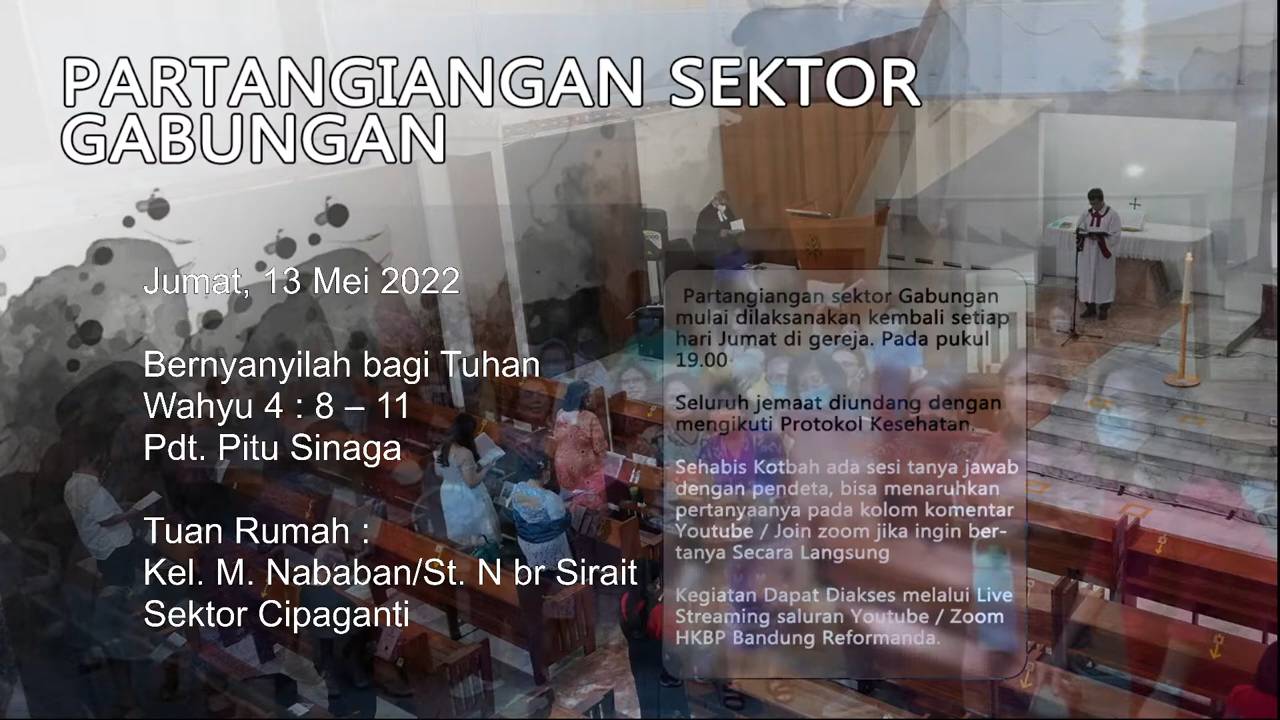 PARTANGIANGAN SEKTOR
GABUNGAN
Jumat, 13 Mei 2022
Bernyanyilah bagi Tuhan
Wahyu 4 : 8 – 11
Pdt. Pitu Sinaga
Tuan Rumah :
Kel. M. Nababan/St. N br Sirait
Sektor Cipaganti
Partangiangan sektor Gabungan
mulai dilaksanakan kembali setiap
hari Jumat di gereja. Pada pukul
19.00
Seluruh jemaat diundang dengan
mengikuti Protokol Kesehatan.
Sehabis Kotbah ada sesi tanya jawab
dengan pendeta, bisa menaruhkan
pertanyaanya pada kolom komentar
Youtube / Join zoom jika ingin ber-
tanya Secara Langsung
Kegiatan Dapat Diakses melalui Live
Streaming saluran Youtube / Zoom
HKBP Bandung Reformanda.